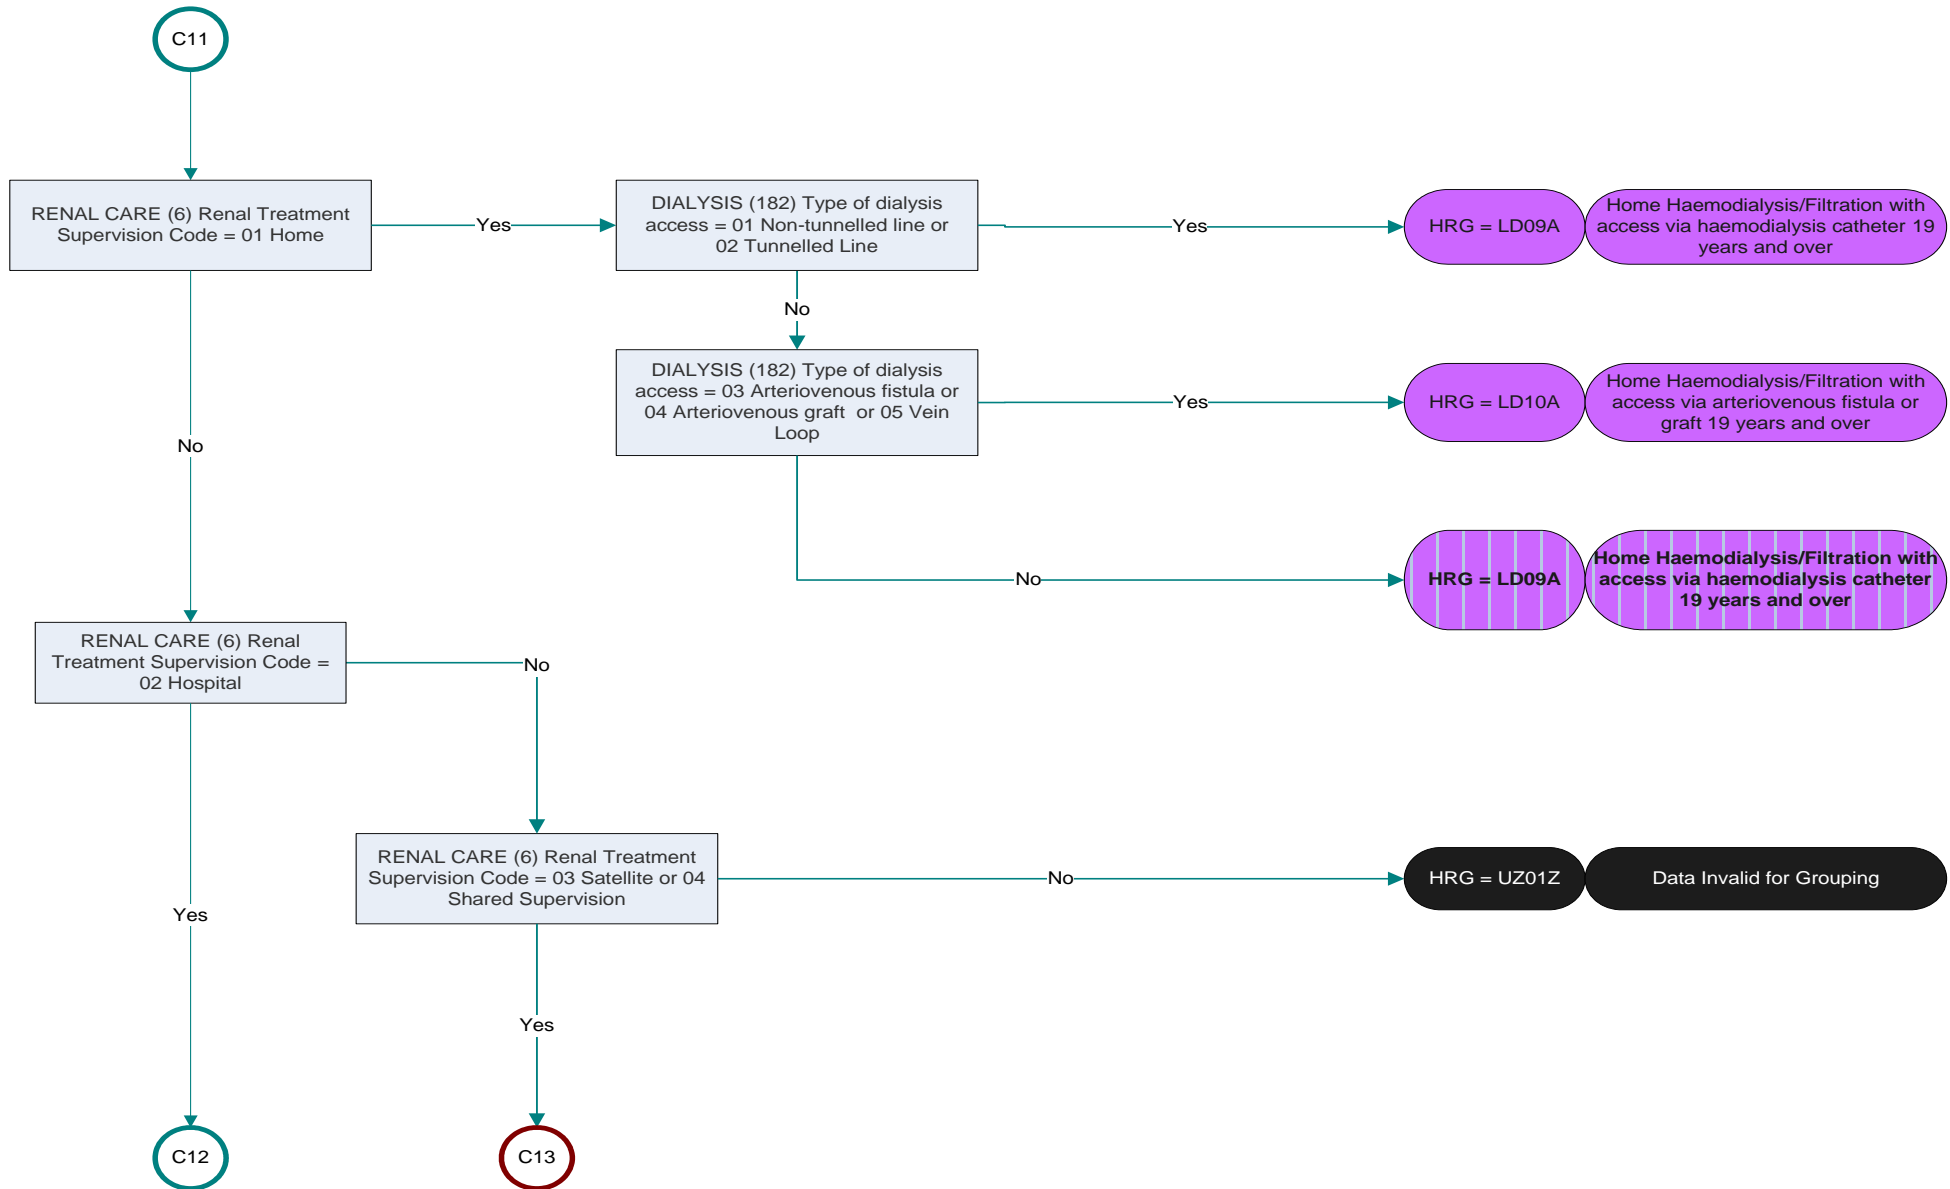 C11
RENAL CARE (6) Renal Treatment
Supervision Code = 01 Home
Yes
DIALYSIS (182) Type of dialysis
access = 01 Non-tunnelled line or
02 Tunnelled Line
Yes
HRG = LD09A
Home Haemodialysis/Filtration with
access via haemodialysis catheter 19
years and over
No
DIALYSIS (182) Type of dialysis
access = 03 Arteriovenous fistula or
04 Arteriovenous graft  or 05 Vein
Loop
Yes
HRG = LD10A
Home Haemodialysis/Filtration with
access via arteriovenous fistula or
graft 19 years and over
No
No
HRG = LD09A
Home Haemodialysis/Filtration with
access via haemodialysis catheter
19 years and over
RENAL CARE (6) Renal
Treatment Supervision Code =
02 Hospital
No
RENAL CARE (6) Renal Treatment
Supervision Code = 03 Satellite or 04
Shared Supervision
No
HRG = UZ01Z
Data Invalid for Grouping
Yes
Yes
C12
C13